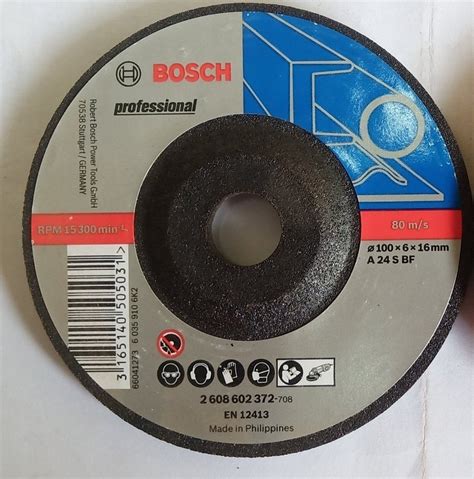 BOSCH
professional
Robert Bosch Power Tools GmbH
70538 Stuttgart / GERMANY
RPM 15 300 min⁻¹
80 m/s
ø 100 × 6 × 16 mm
A 24 S BF
3 165140 505031
66041273 6 035 910 6K2
2 608 602 372-708
EN 12413
Made in Philippines